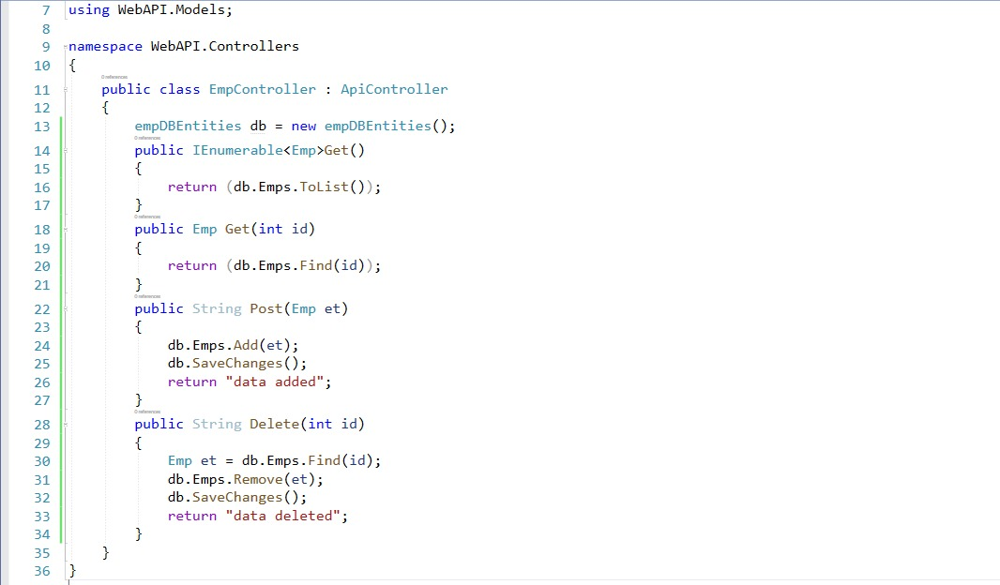 7 using WebAPI.Models;
8
9 namespace WebAPI.Controllers
10 {
0 references
11 public class EmpController : ApiController
12 {
13 empDBEntities db = new empDBEntities();
0 references
14 public IEnumerable<Emp>Get()
15 {
16 return (db.Emps.ToList());
17 }
0 references
18 public Emp Get(int id)
19 {
20 return (db.Emps.Find(id));
21 }
0 references
22 public String Post(Emp et)
23 {
24 db.Emps.Add(et);
25 db.SaveChanges();
26 return "data added";
27 }
0 references
28 public String Delete(int id)
29 {
30 Emp et = db.Emps.Find(id);
31 db.Emps.Remove(et);
32 db.SaveChanges();
33 return "data deleted";
34 }
35 }
36 }